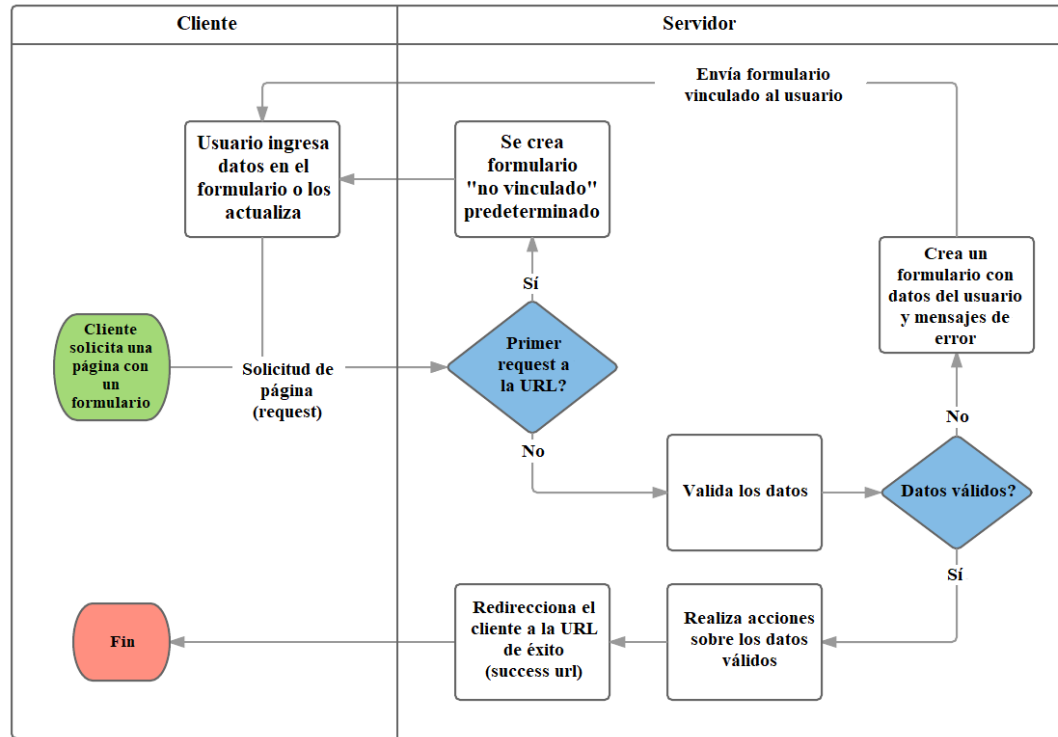 Cliente
Servidor
Envía formulario
vinculado al usuario
Usuario ingresa
datos en el
formulario o los
actualiza
Se crea
formulario
"no vinculado"
predeterminado
Crea un
formulario con
datos del usuario
y mensajes de
error
Sí
Cliente
solicita una
página con
un
formulario
Solicitud de
página
(request)
Primer
request a
la URL?
No
No
Valida los datos
Datos válidos?
Sí
Fin
Redirecciona el
cliente a la URL
de éxito
(success url)
Realiza acciones
sobre los datos
válidos